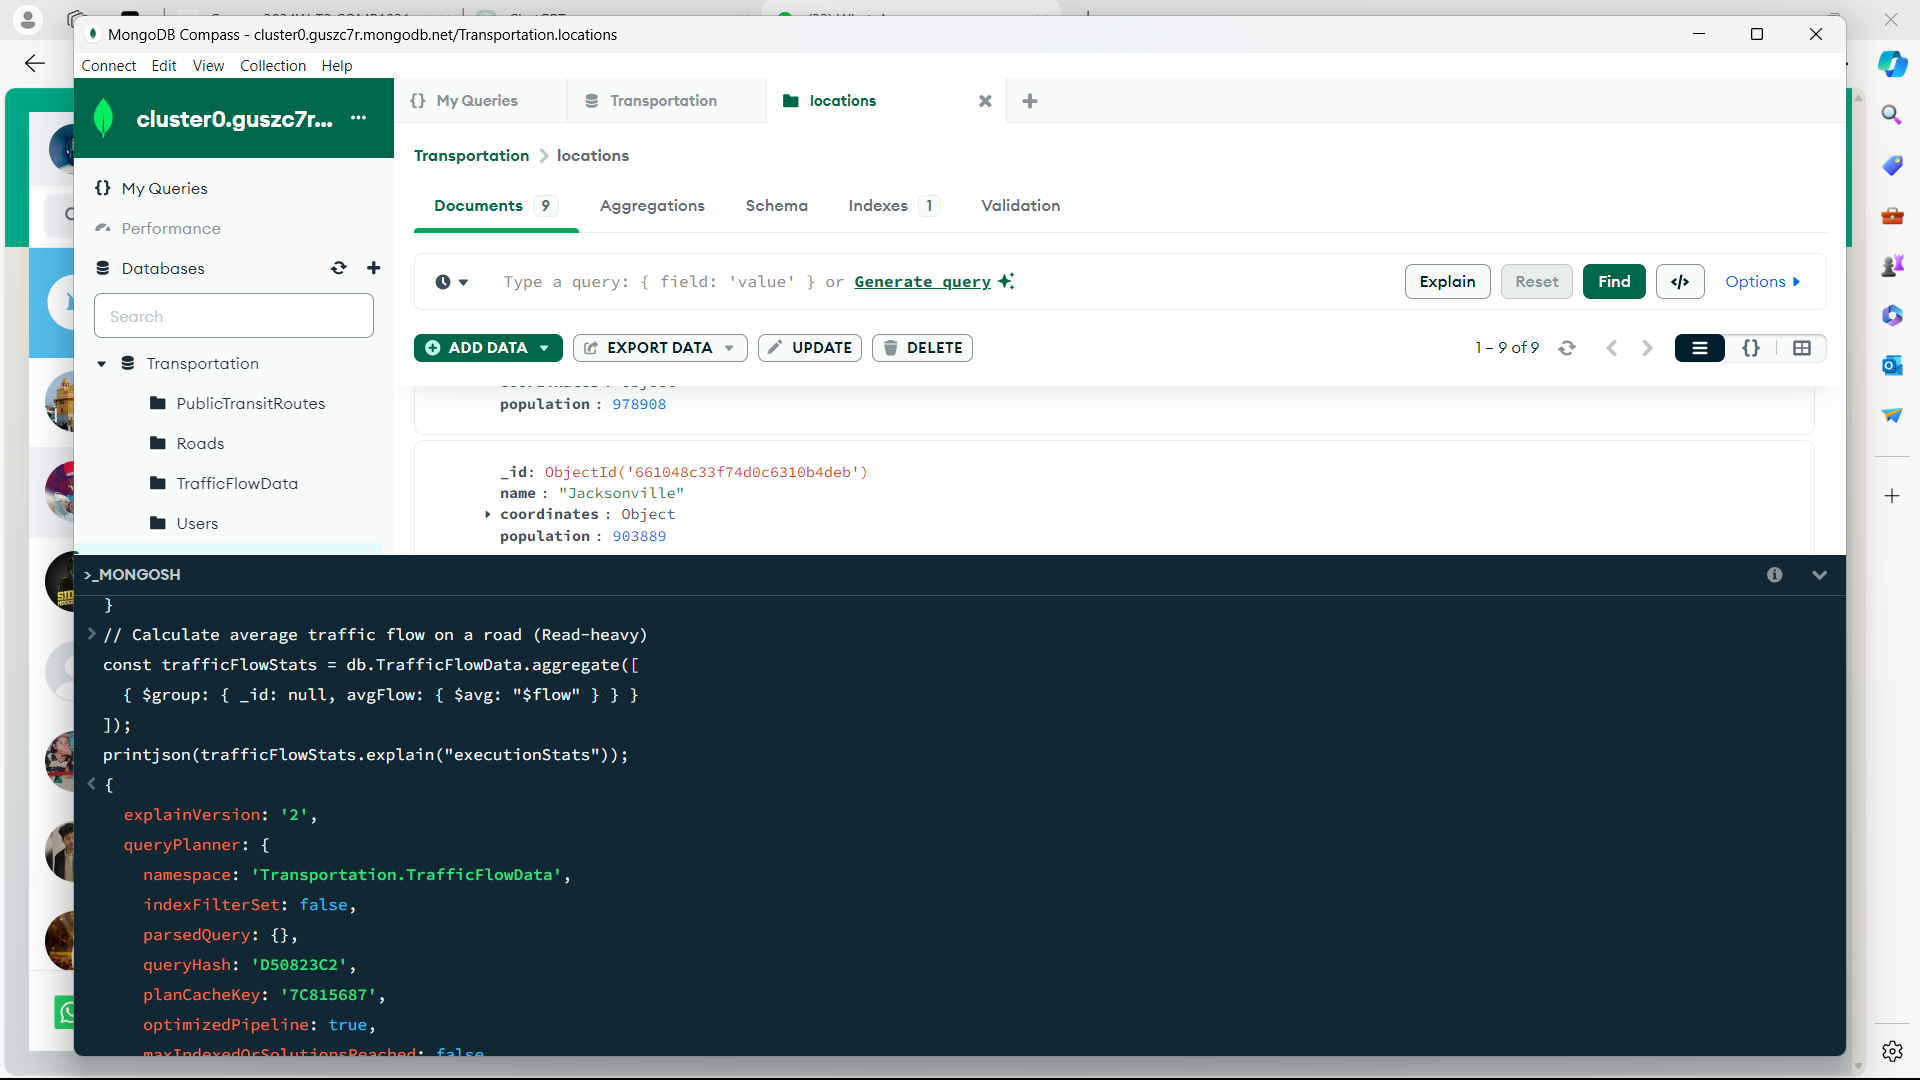 MongoDB Compass - cluster0.guszc7r.mongodb.net/Transportation.locations
Connect Edit View Collection Help
cluster0.guszc7r... ...
My Queries
Performance
Databases
Search
Transportation
PublicTransitRoutes
Roads
TrafficFlowData
Users
{} My Queries
Transportation
locations
Transportation > locations
Documents 9
Aggregations
Schema
Indexes 1
Validation
Type a query: { field: 'value' } or Generate query
Explain
Reset
Find
</>
Options
ADD DATA
EXPORT DATA
UPDATE
DELETE
1 – 9 of 9
{}
coordinates : Object
population : 978908
_id: ObjectId('661048c33f74d0c6310b4deb')
name : "Jacksonville"
coordinates : Object
population : 903889
>_MONGOSH
}
> // Calculate average traffic flow on a road (Read-heavy)
const trafficFlowStats = db.TrafficFlowData.aggregate([
{ $group: { _id: null, avgFlow: { $avg: "$flow" } } }
]);
printjson(trafficFlowStats.explain("executionStats"));
< {
explainVersion: '2',
queryPlanner: {
namespace: 'Transportation.TrafficFlowData',
indexFilterSet: false,
parsedQuery: {},
queryHash: 'D50823C2',
planCacheKey: '7C815687',
optimizedPipeline: true,
maxIndexedOrSolutionsReached: false